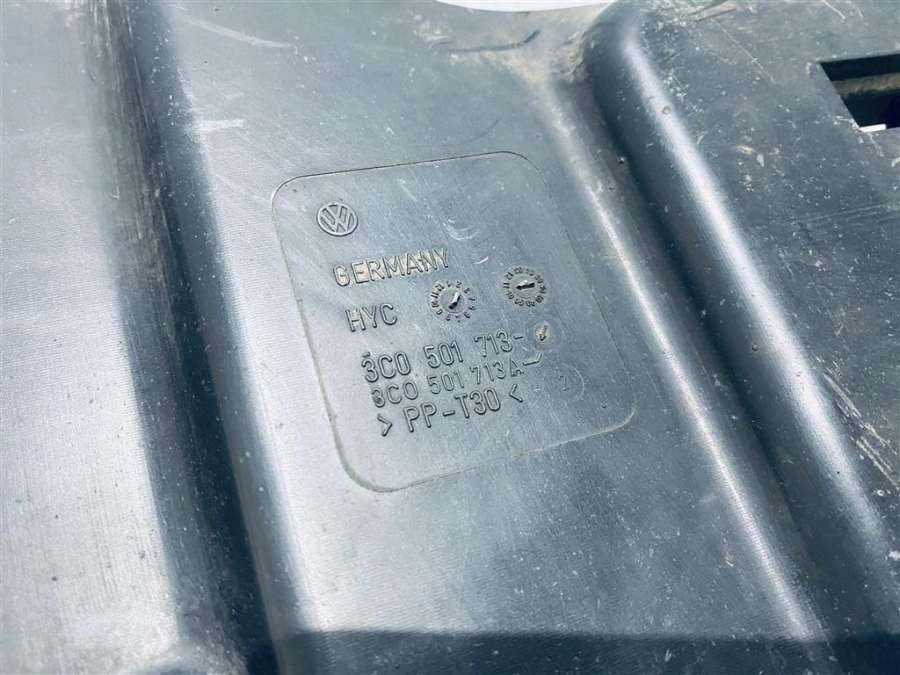 GERMANY
HYC
3C0 501 713-
3C0 501 713A-
> PP-T30 <